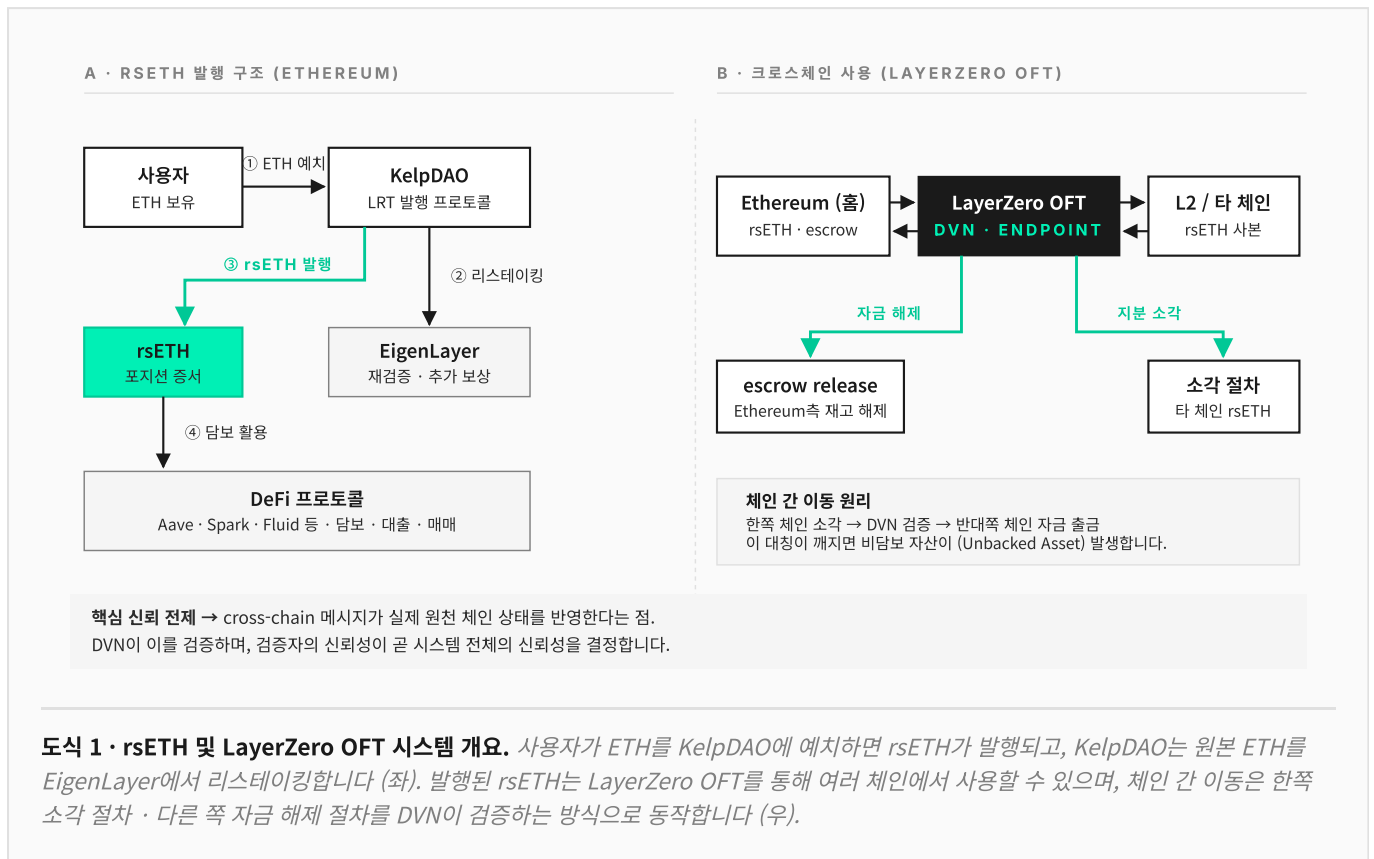 A · RSETH 발행 구조 (ETHEREUM)
사용자
ETH 보유
① ETH 예치
KelpDAO
LRT 발행 프로토콜
③ rsETH 발행
② 리스테이킹
rsETH
포지션 증서
EigenLayer
재검증 · 추가 보상
④ 담보 활용
DeFi 프로토콜
Aave · Spark · Fluid 등 · 담보 · 대출 · 매매
B · 크로스체인 사용 (LAYERZERO OFT)
Ethereum (홈)
rsETH · escrow
LayerZero OFT
DVN · ENDPOINT
L2 / 타 체인
rsETH 사본
자금 해제
지분 소각
escrow release
Ethereum측 재고 해제
소각 절차
타 체인 rsETH
체인 간 이동 원리
한쪽 체인 소각 → DVN 검증 → 반대쪽 체인 자금 출금
이 대칭이 깨지면 비담보 자산이 (Unbacked Asset) 발생합니다.
핵심 신뢰 전제 → cross-chain 메시지가 실제 원천 체인 상태를 반영한다는 점.
DVN이 이를 검증하며, 검증자의 신뢰성이 곧 시스템 전체의 신뢰성을 결정합니다.
도식 1 · rsETH 및 LayerZero OFT 시스템 개요. 사용자가 ETH를 KelpDAO에 예치하면 rsETH가 발행되고, KelpDAO는 원본 ETH를
EigenLayer에서 리스테이킹합니다 (좌). 발행된 rsETH는 LayerZero OFT를 통해 여러 체인에서 사용할 수 있으며, 체인 간 이동은 한쪽
소각 절차 · 다른 쪽 자금 해제 절차를 DVN이 검증하는 방식으로 동작합니다 (우).